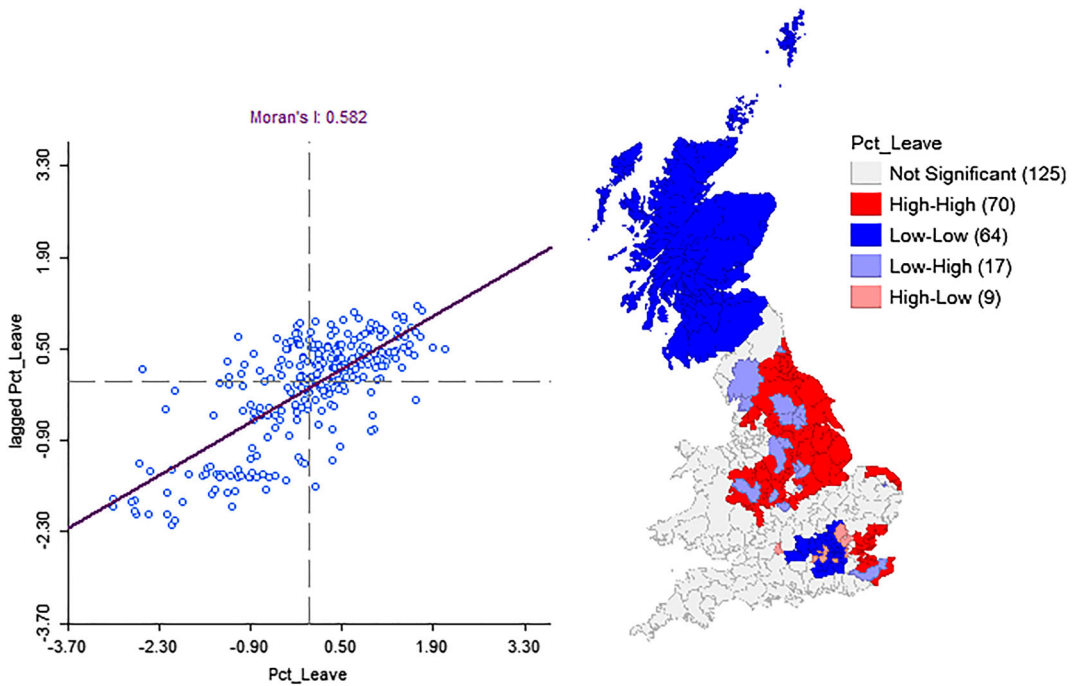 Moran's I: 0.582
lagged Pct_Leave
3.30
1.90
0.50
-0.90
-2.30
-3.70
-3.70 -2.30 -0.90 0.50 1.90 3.30
Pct_Leave
Pct_Leave
Not Significant (125)
High-High (70)
Low-Low (64)
Low-High (17)
High-Low (9)